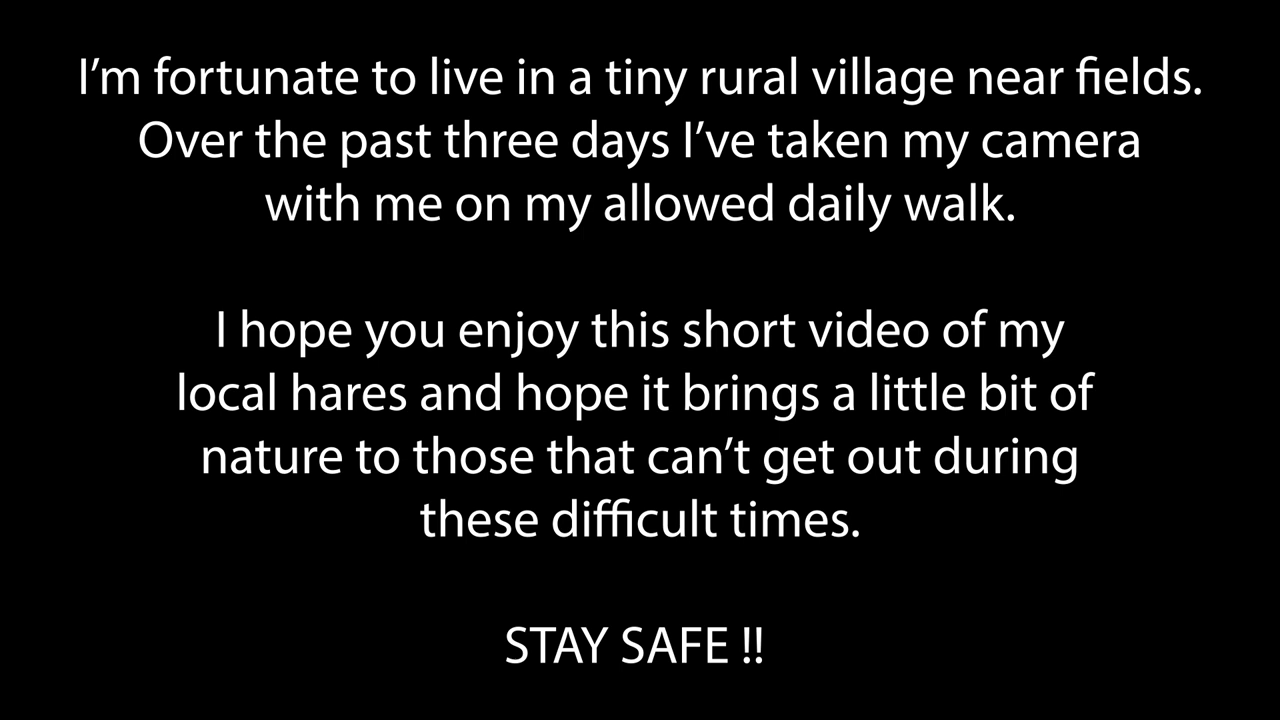 I’m fortunate to live in a tiny rural village near fields.
Over the past three days I’ve taken my camera
with me on my allowed daily walk.
I hope you enjoy this short video of my
local hares and hope it brings a little bit of
nature to those that can’t get out during
these difficult times.
STAY SAFE !!